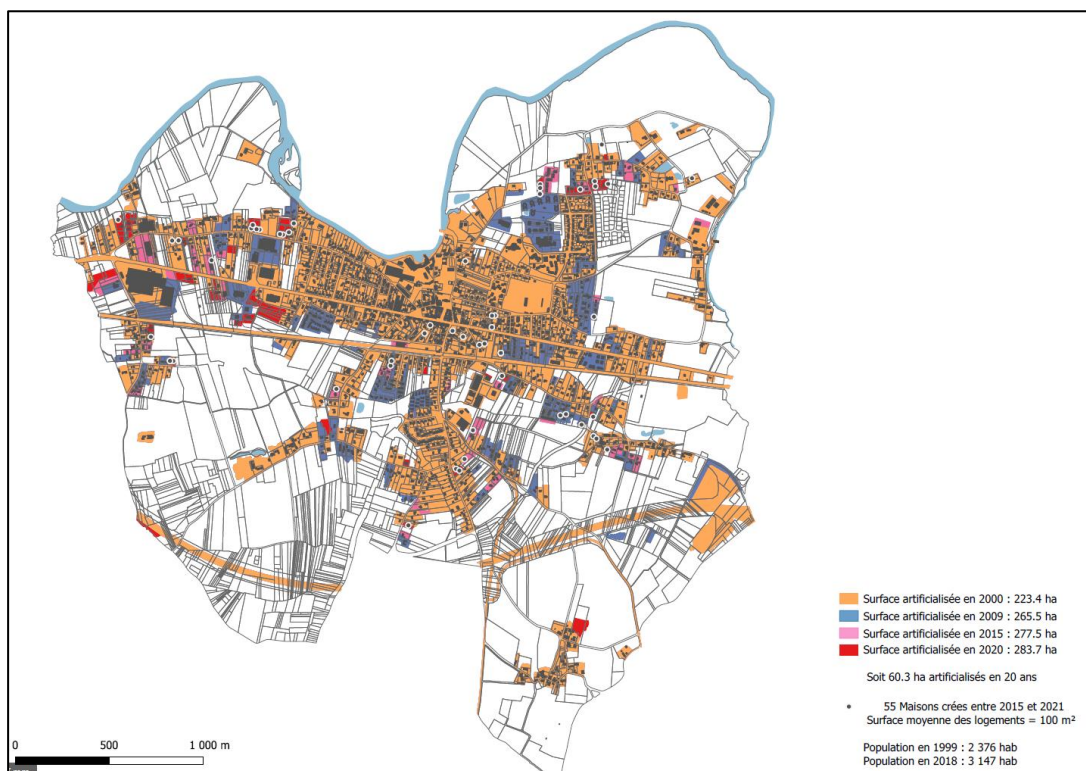 Surface artificialisée en 2000 : 223.4 ha
Surface artificialisée en 2009 : 265.5 ha
Surface artificialisée en 2015 : 277.5 ha
Surface artificialisée en 2020 : 283.7 ha
Soit 60.3 ha artificialisés en 20 ans
55 Maisons crées entre 2015 et 2021
Surface moyenne des logements = 100 m²
Population en 1999 : 2 376 hab
Population en 2018 : 3 147 hab
0 500 1 000 m